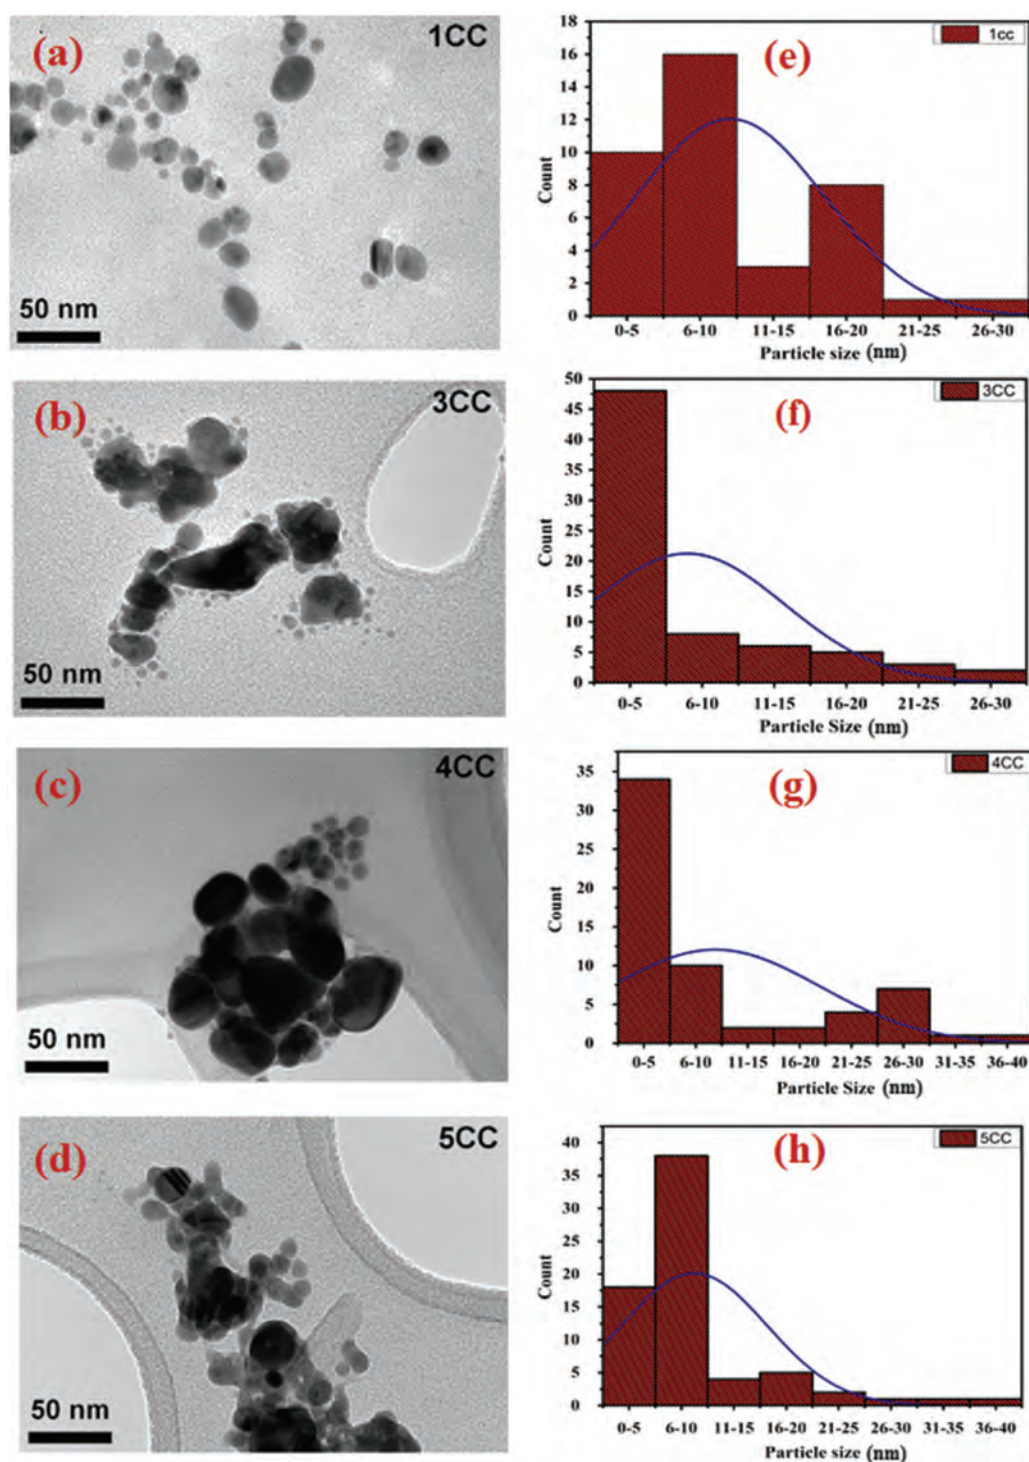 (a)
1CC
50 nm
(e)
1cc
18
16
14
12
10
8
6
4
2
0
Count
0-5 6-10 11-15 16-20 21-25 26-30
Particle size (nm)
(b)
3CC
50 nm
(f)
3CC
50
45
40
35
30
25
20
15
10
5
0
Count
0-5 6-10 11-15 16-20 21-25 26-30
Particle Size (nm)
(c)
4CC
50 nm
(g)
4CC
35
30
25
20
15
10
5
0
Count
0-5 6-10 11-15 16-20 21-25 26-30 31-35 36-40
Particle Size (nm)
(d)
5CC
50 nm
(h)
5CC
40
35
30
25
20
15
10
5
0
Count
0-5 6-10 11-15 16-20 21-25 26-30 31-35 36-40
Particle size (nm)